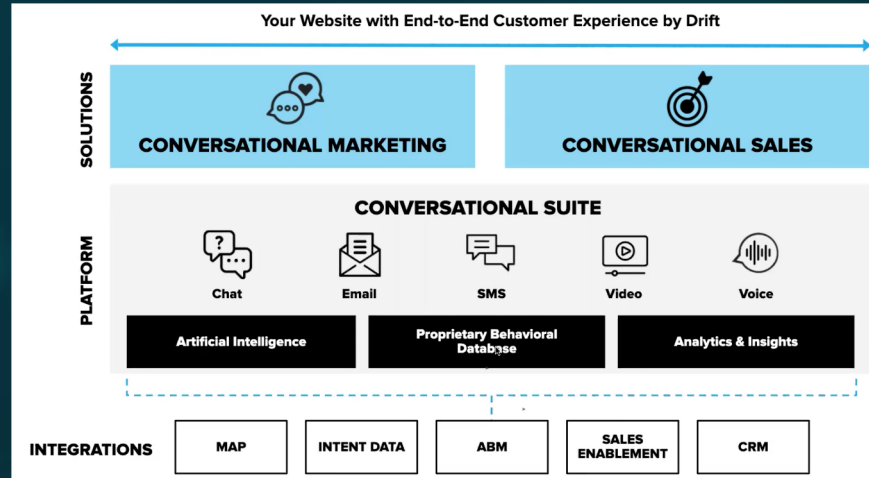 Your Website with End-to-End Customer Experience by Drift
SOLUTIONS
CONVERSATIONAL MARKETING
CONVERSATIONAL SALES
PLATFORM
CONVERSATIONAL SUITE
?
Chat
Email
SMS
Video
Voice
Artificial Intelligence
Proprietary Behavioral
Database
Analytics & Insights
INTEGRATIONS
MAP
INTENT DATA
ABM
SALES
ENABLEMENT
CRM